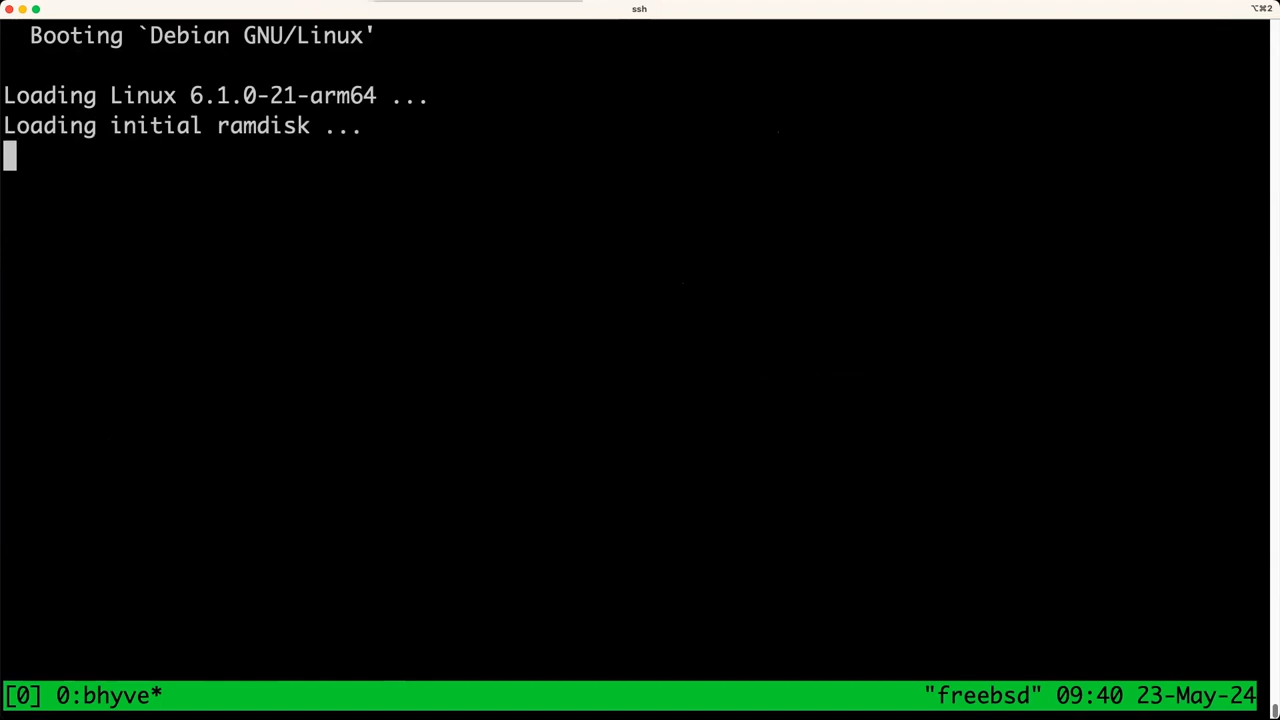 ssh
⌥⌘2
Booting `Debian GNU/Linux'
Loading Linux 6.1.0-21-arm64 ...
Loading initial ramdisk ...
[0] 0:bhyve* "freebsd" 09:40 23-May-24